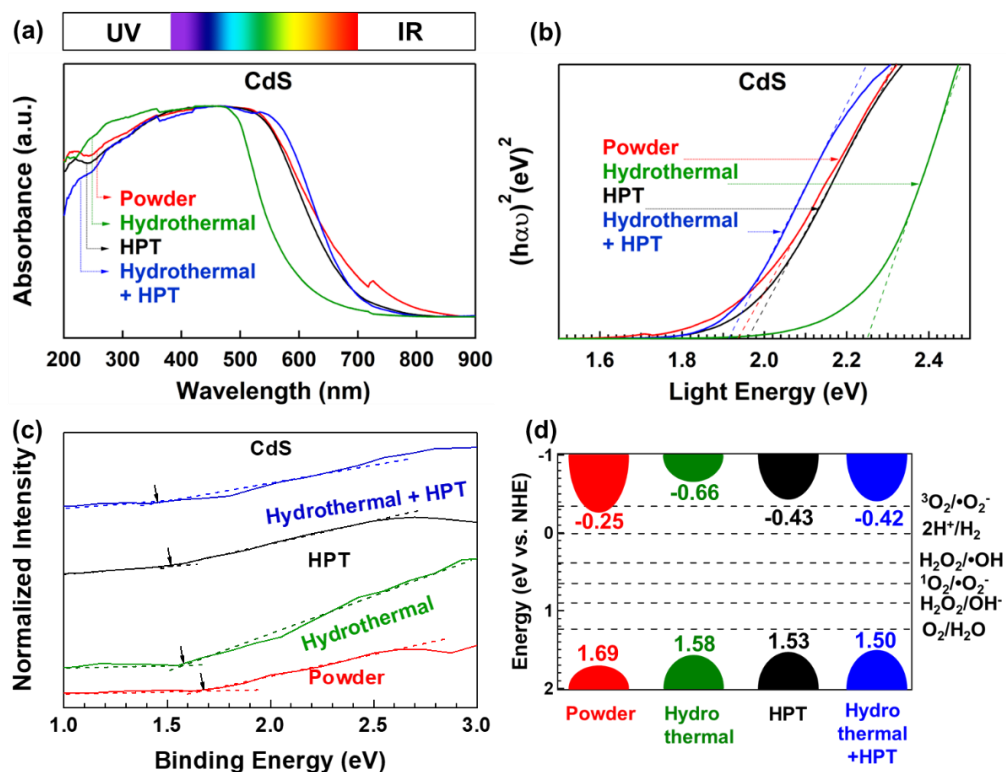 (a)
UV
IR
CdS
Absorbance (a.u.)
Powder
Hydrothermal
HPT
Hydrothermal
+ HPT
200 300 400 500 600 700 800 900
Wavelength (nm)
(b)
CdS
(hαυ)²(eV)²
Powder
Hydrothermal
HPT
Hydrothermal
+ HPT
1.6 1.8 2.0 2.2 2.4
Light Energy (eV)
(c)
CdS
Normalized Intensity
Hydrothermal + HPT
HPT
Hydrothermal
Powder
1.0 1.5 2.0 2.5 3.0
Binding Energy (eV)
(d)
Energy (eV vs. NHE)
-1
0
1
2
-0.25
-0.66
-0.43
-0.42
1.69
1.58
1.53
1.50
³O₂/•O₂⁻
2H⁺/H₂
H₂O₂/•OH
¹O₂/•O₂⁻
H₂O₂/OH⁻
O₂/H₂O
Powder
Hydro
thermal
HPT
Hydro
thermal
+HPT